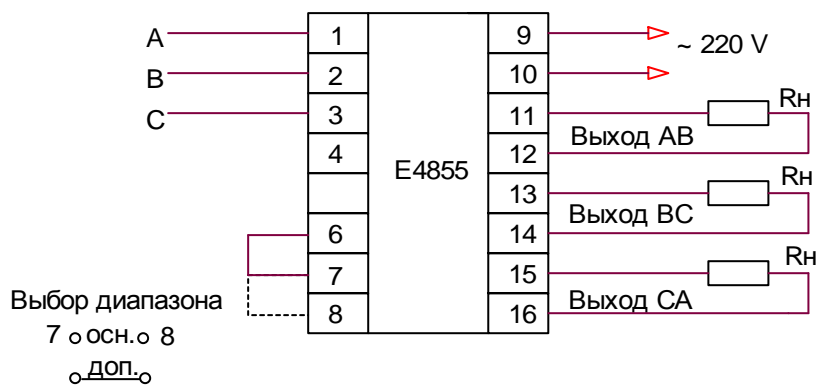 A
B
C
1
2
3
4
6
7
8
E4855
9
10
11
12
13
14
15
16
~ 220 V
Rн
Выход AB
Rн
Выход BC
Rн
Выход CA
Выбор диапазона
7 осн. 8
доп.